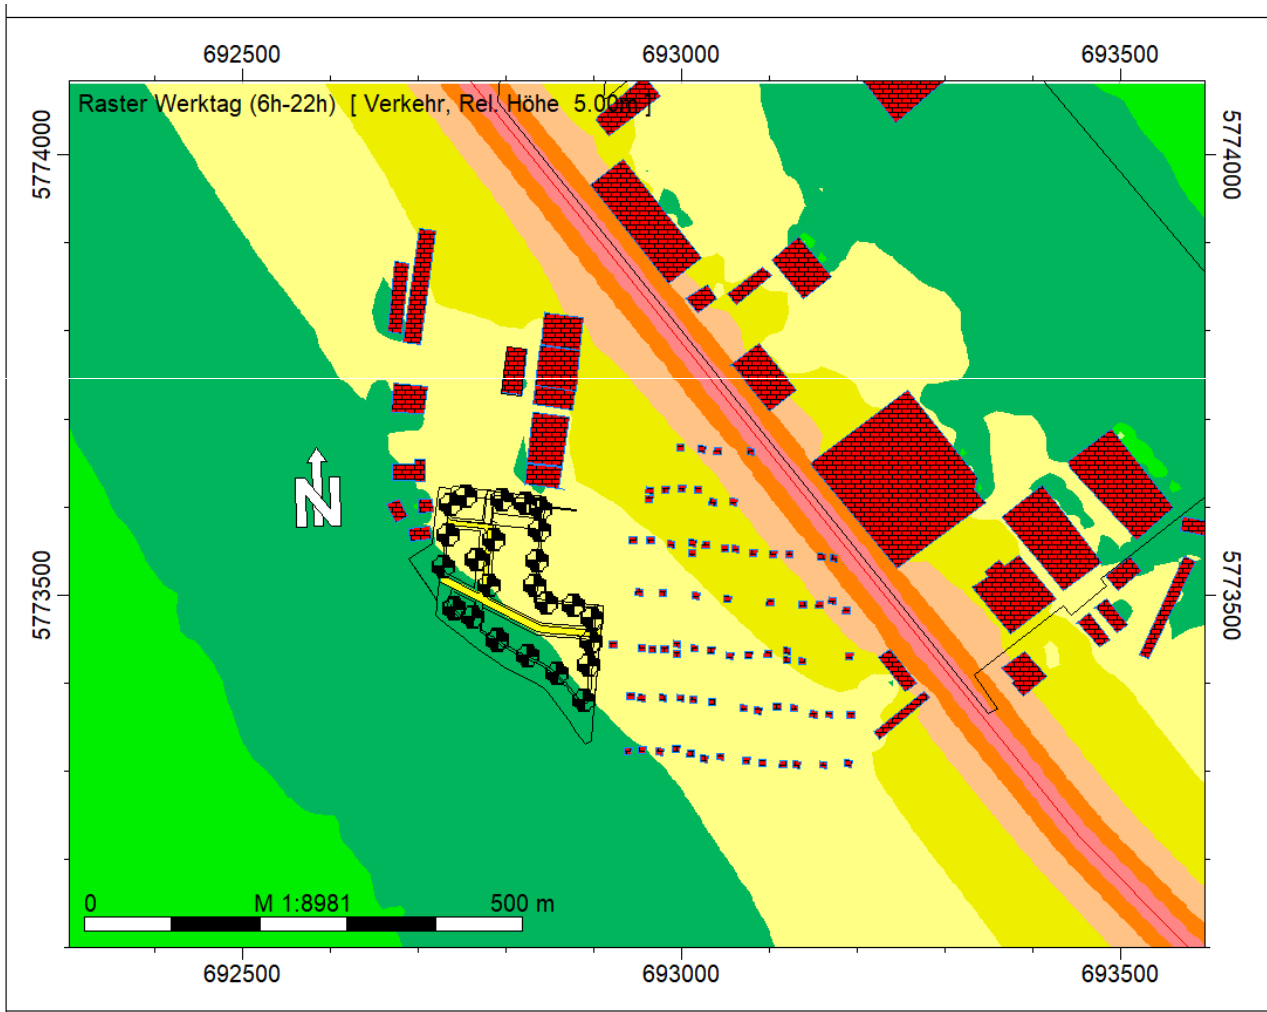 692500 693000 693500
Raster Werktag (6h-22h) [ Verkehr, Rel. Höhe 5.00m ]
5774000 5774000
N
5773500 5773500
0 M 1:8981 500 m
692500 693000 693500